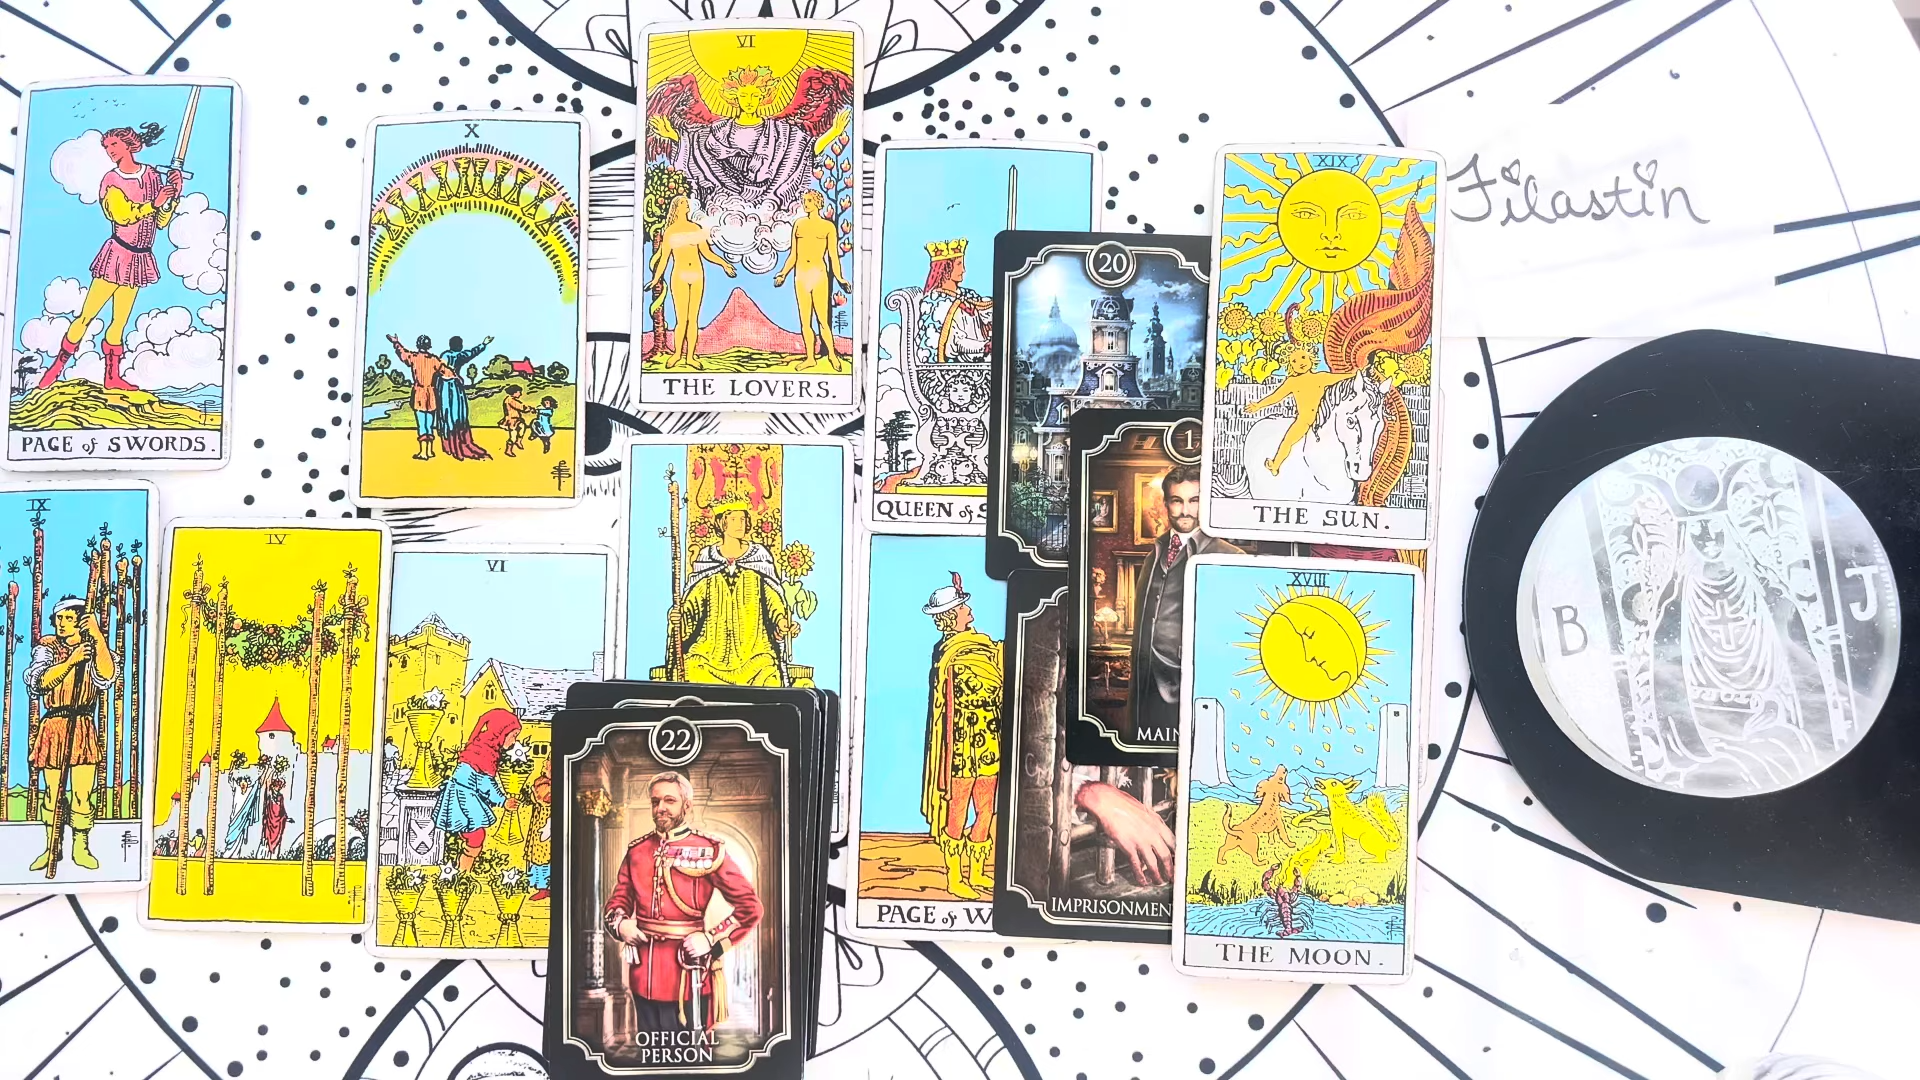 VI
THE LOVERS.
PAGE of SWORDS.
X
XIX
THE SUN.
Filastin
20
QUEEN of
1
MAIN
IX
IV
VI
PAGE of W
IMPRISONMEN
XVIII
THE MOON.
22
OFFICIAL
PERSON
B
J